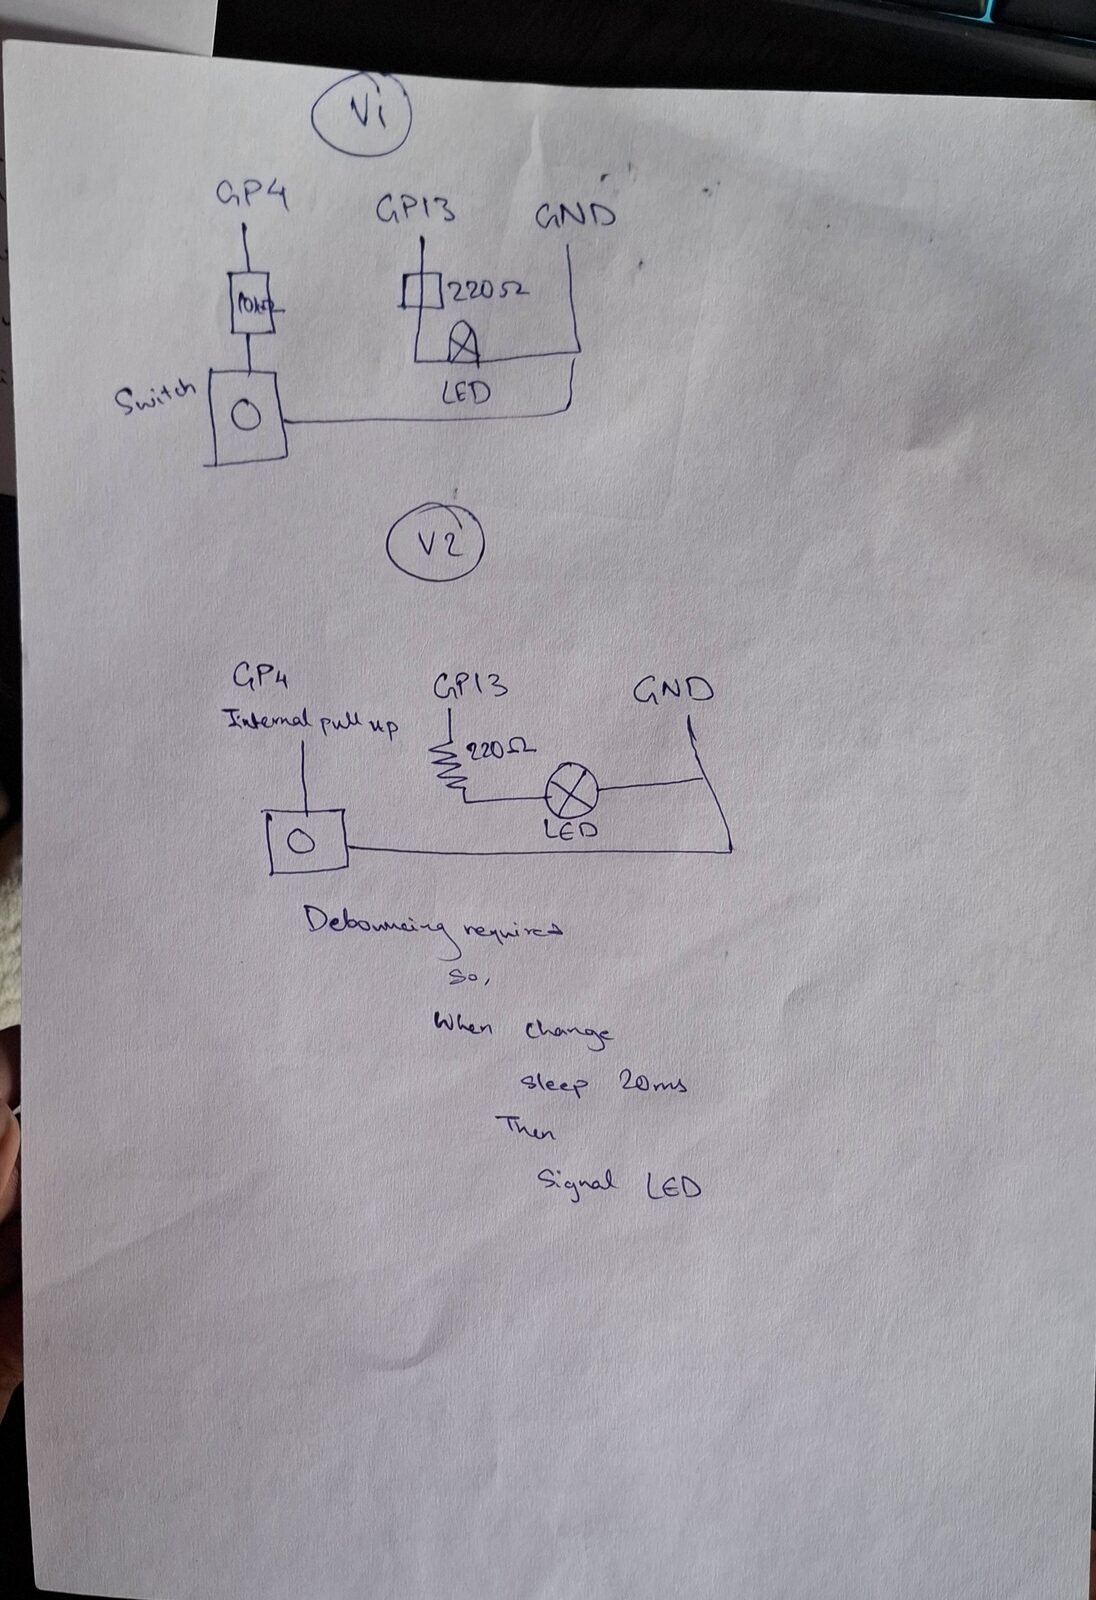 V1
GP4 GP13 GND
220Ω
Switch
LED
V2
GP4 GP13 GND
Internal pull up
220Ω
LED
Debouncing required
So,
When change
sleep 20ms
Then
Signal LED